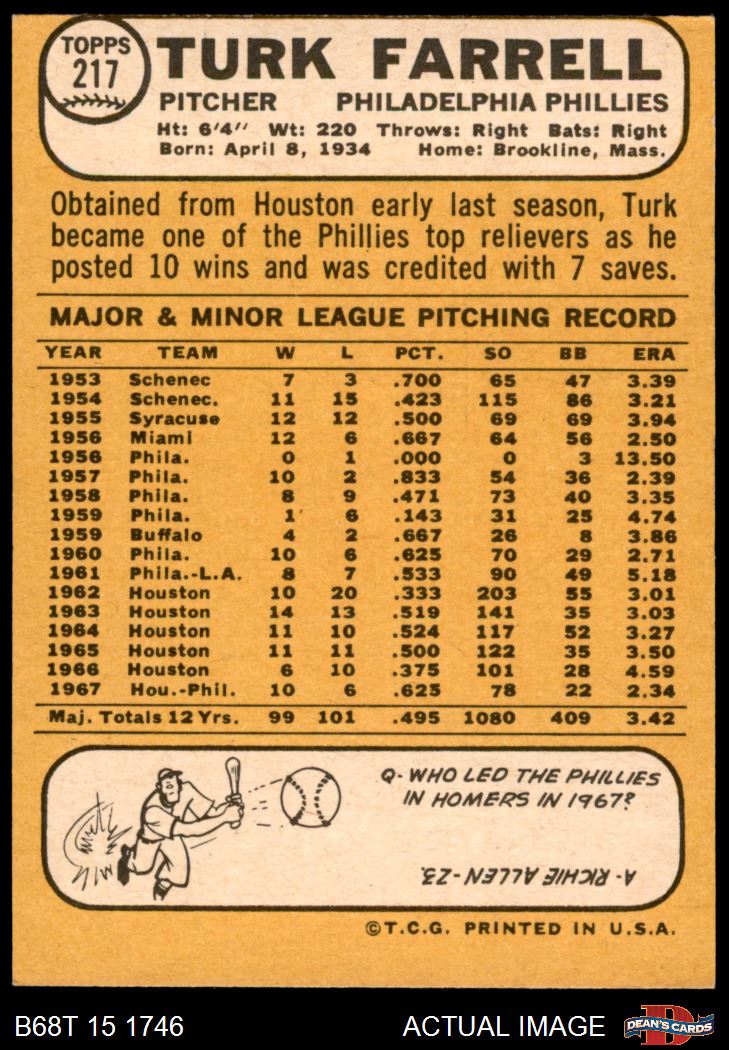 TOPPS
217
TURK FARRELL
PITCHER PHILADELPHIA PHILLIES
Ht: 6'4" Wt: 220 Throws: Right Bats: Right
Born: April 8, 1934 Home: Brookline, Mass.
Obtained from Houston early last season, Turk
became one of the Phillies top relievers as he
posted 10 wins and was credited with 7 saves.
MAJOR & MINOR LEAGUE PITCHING RECORD
YEAR TEAM W L PCT. SO BB ERA
1953 Schenec 7 3 .700 65 47 3.39
1954 Schenec. 11 15 .423 115 86 3.21
1955 Syracuse 12 12 .500 69 69 3.94
1956 Miami 12 6 .667 64 56 2.50
1956 Phila. 0 1 .000 0 3 13.50
1957 Phila. 10 2 .833 54 36 2.39
1958 Phila. 8 9 .471 73 40 3.35
1959 Phila. 1 6 .143 31 25 4.74
1959 Buffalo 4 2 .667 26 8 3.86
1960 Phila. 10 6 .625 70 29 2.71
1961 Phila.-L.A. 8 7 .533 90 49 5.18
1962 Houston 10 20 .333 203 55 3.01
1963 Houston 14 13 .519 141 35 3.03
1964 Houston 11 10 .524 117 52 3.27
1965 Houston 11 11 .500 122 35 3.50
1966 Houston 6 10 .375 101 28 4.59
1967 Hou.-Phil. 10 6 .625 78 22 2.34
Maj. Totals 12 Yrs. 99 101 .495 1080 409 3.42
Q- WHO LED THE PHILLIES
IN HOMERS IN 1967?
A- RICHIE ALLEN-23.
©T.C.G. PRINTED IN U.S.A.
B68T 15 1746 ACTUAL IMAGE
D
DEAN'S CARDS